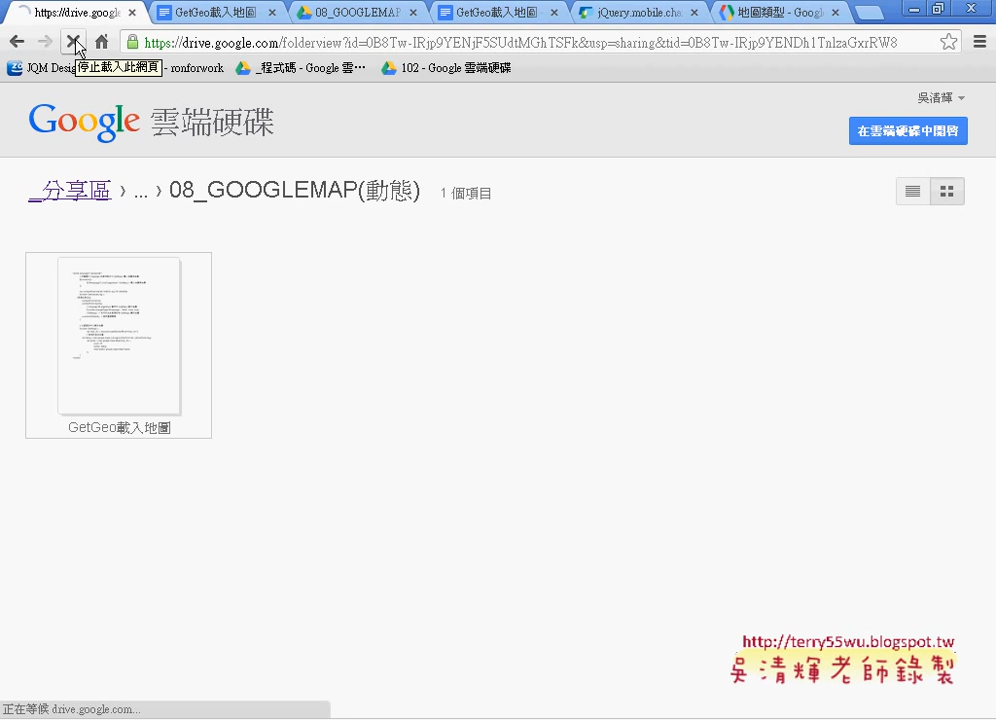 https://drive.google
GetGeo載入地圖
08_GOOGLEMAP
GetGeo載入地圖
jQuery.mobile.cha
地圖類型 - Googl
https://drive.google.com/folderview?id=0B8Tw-IRjp9YENjF5SUdtMGhTSFk&usp=sharing&tid=0B8Tw-IRjp9YENDh1TnlzaGxrRW8
JQM Desig
停止載入此網頁
- ronforwork
_程式碼 - Google 雲…
102 - Google 雲端硬碟
Google 雲端硬碟
吳清輝
在雲端硬碟中開啓
_分享區 › ... › 08_GOOGLEMAP(動態) 1 個項目
GetGeo載入地圖
http://terry55wu.blogspot.tw
吳清輝老師錄製
正在等候 drive.google.com...